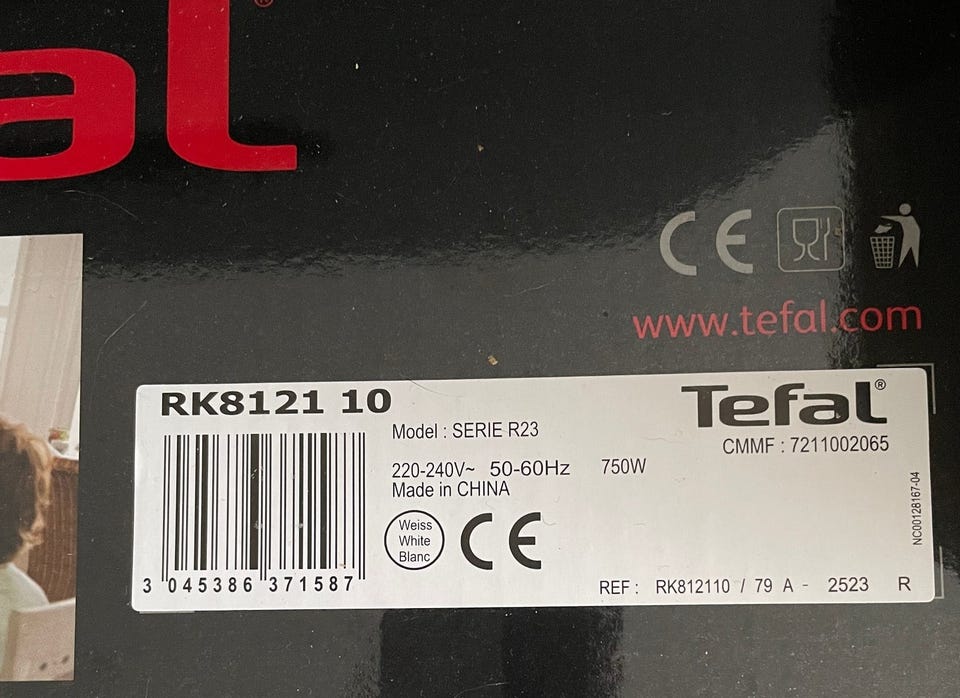 al®
CE
www.tefal.com
RK8121 10
Tefal®
Model : SERIE R23
CMMF : 7211002065
220-240V~ 50-60Hz 750W
Made in CHINA
Weiss
White
Blanc
CE
NC00128167-04
3 045386 371587
REF : RK812110 / 79 A - 2523 R